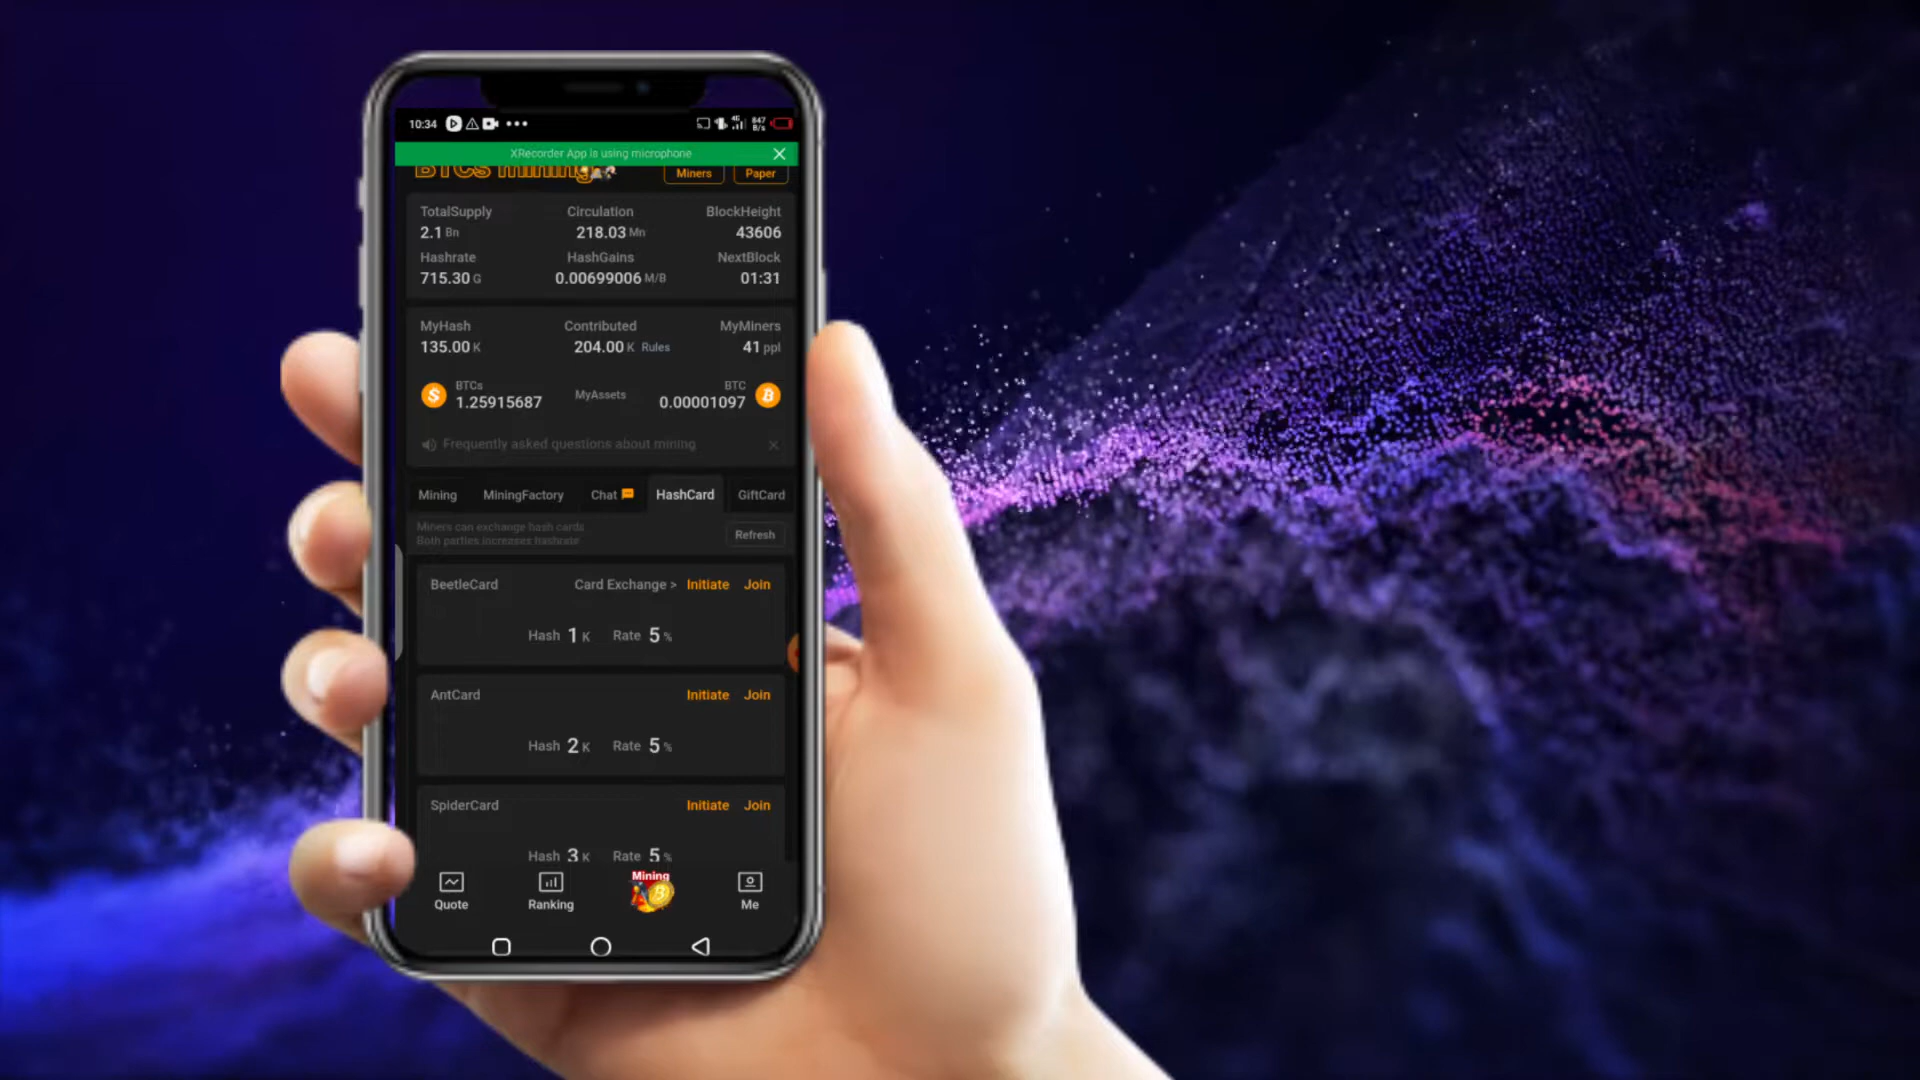 10:34 4G 847 B/s
XRecorder App is using microphone
BTCs mining Miners Paper
TotalSupply Circulation BlockHeight
2.1 Bn 218.03 Mn 43606
Hashrate HashGains NextBlock
715.30 G 0.00699006 M/B 01:31
MyHash Contributed MyMiners
135.00 K 204.00 K Rules 41 ppl
BTCs MyAssets BTC
1.25915687 0.00001097
Frequently asked questions about mining
Mining MiningFactory Chat HashCard GiftCard
Miners can exchange hash cards
Both parties increases hashrate
Refresh
BeetleCard Card Exchange > Initiate Join
Hash 1 K Rate 5 %
AntCard Initiate Join
Hash 2 K Rate 5 %
SpiderCard Initiate Join
Hash 3 K Rate 5 %
Mining
Quote Ranking Me